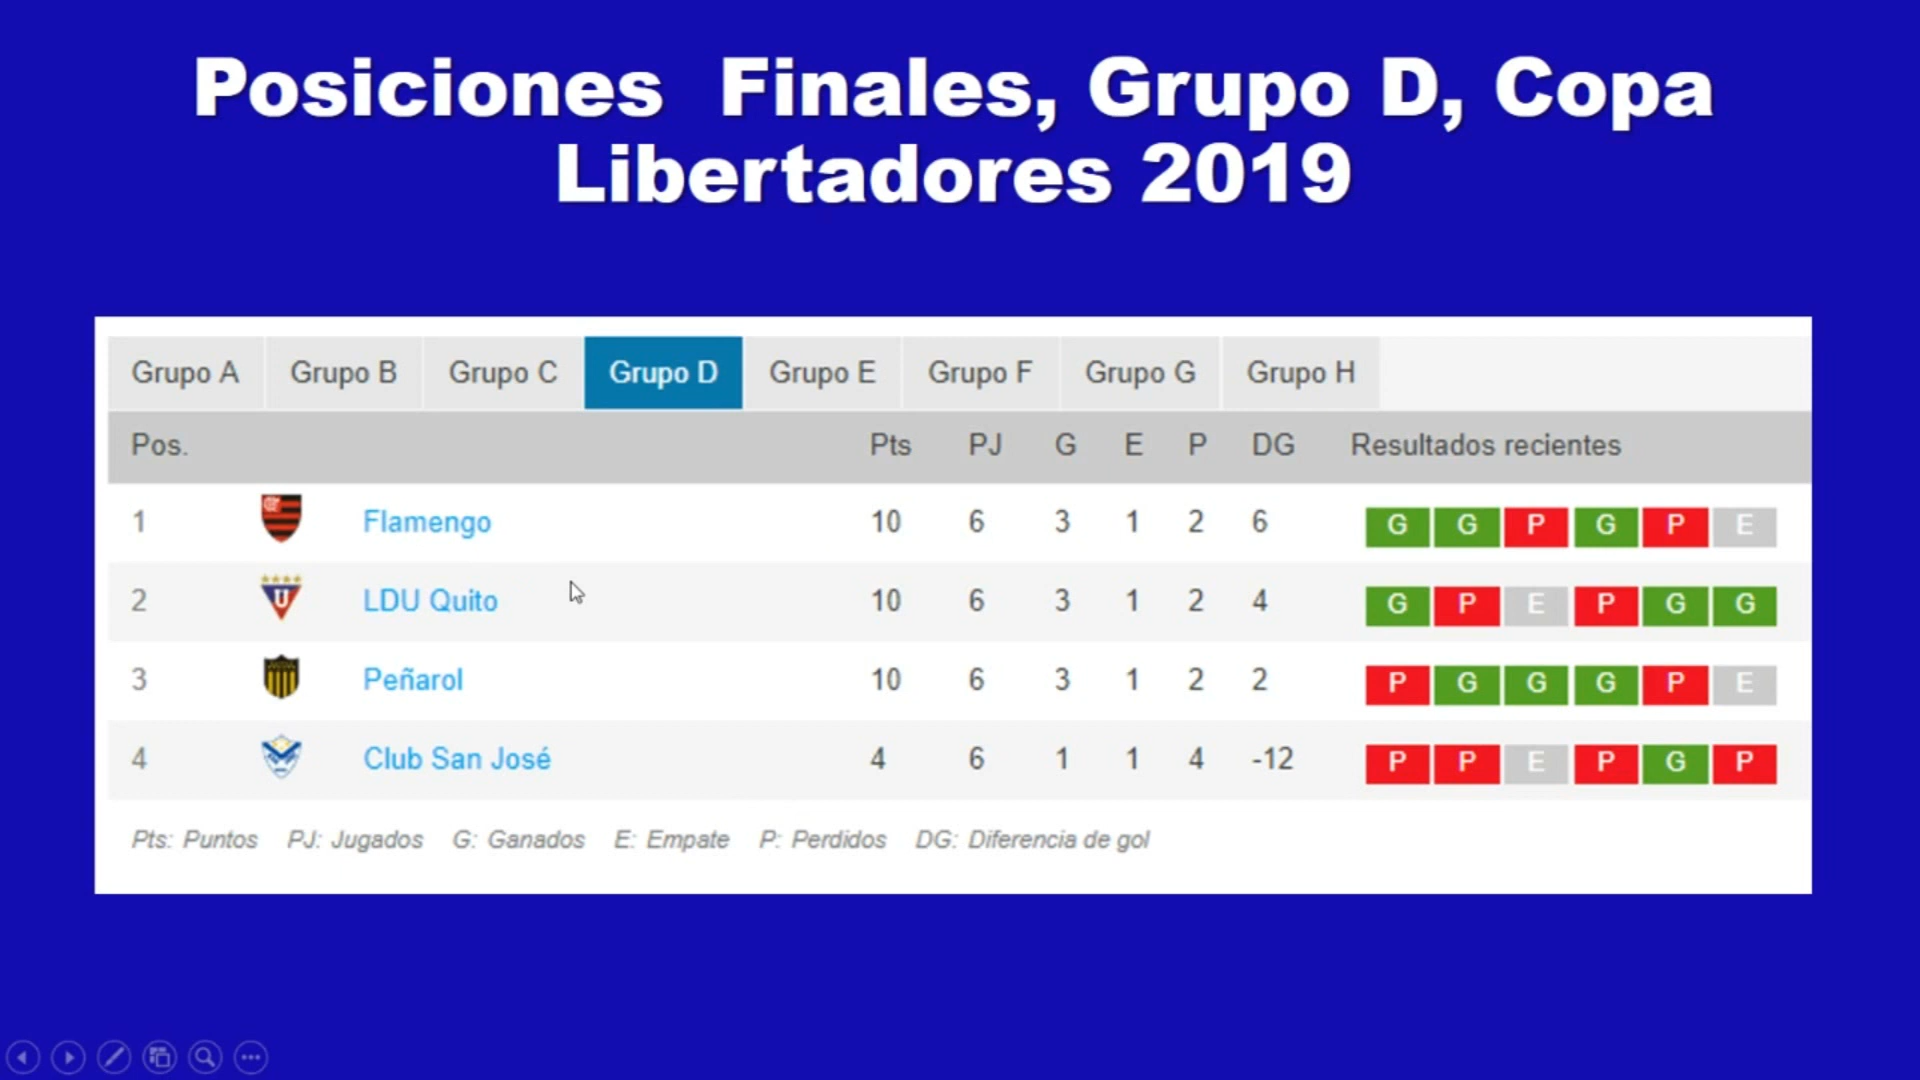 Posiciones  Finales, Grupo D, Copa
Libertadores 2019
Grupo A Grupo B Grupo C Grupo D Grupo E Grupo F Grupo G Grupo H
Pos. Pts PJ G E P DG Resultados recientes
1 Flamengo 10 6 3 1 2 6 G G P G P E
2 LDU Quito 10 6 3 1 2 4 G P E P G G
3 Peñarol 10 6 3 1 2 2 P G G G P E
4 Club San José 4 6 1 1 4 -12 P P E P G P
Pts: Puntos PJ: Jugados G: Ganados E: Empate P: Perdidos DG: Diferencia de gol